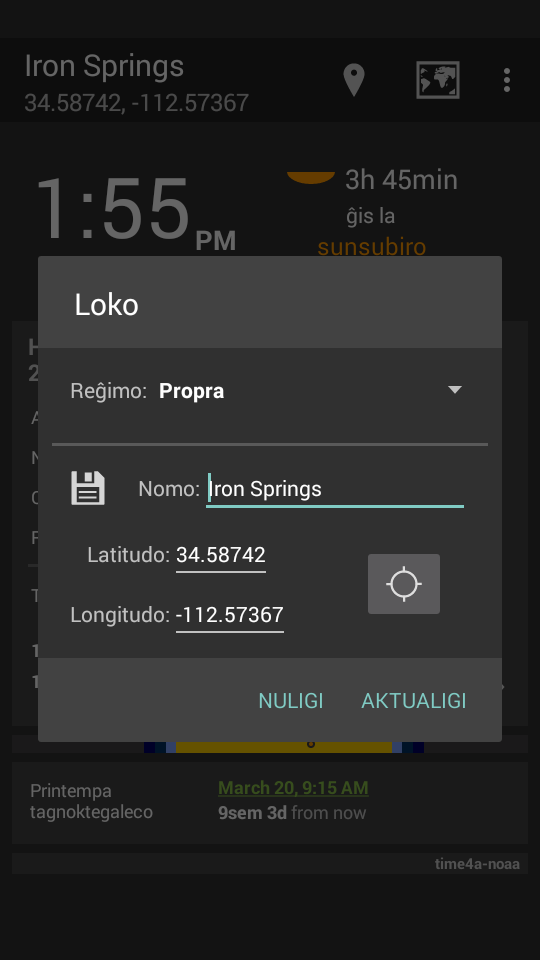 Iron Springs
34.58742, -112.57367
1:55 PM
3h 45min
ĝis la
sunsubiro
Loko
Reĝimo: Propra
Nomo: Iron Springs
Latitudo: 34.58742
Longitudo: -112.57367
NULIGI AKTUALIGI
Printempa
tagnoktegaleco
March 20, 9:15 AM
9sem 3d from now
time4a-noaa